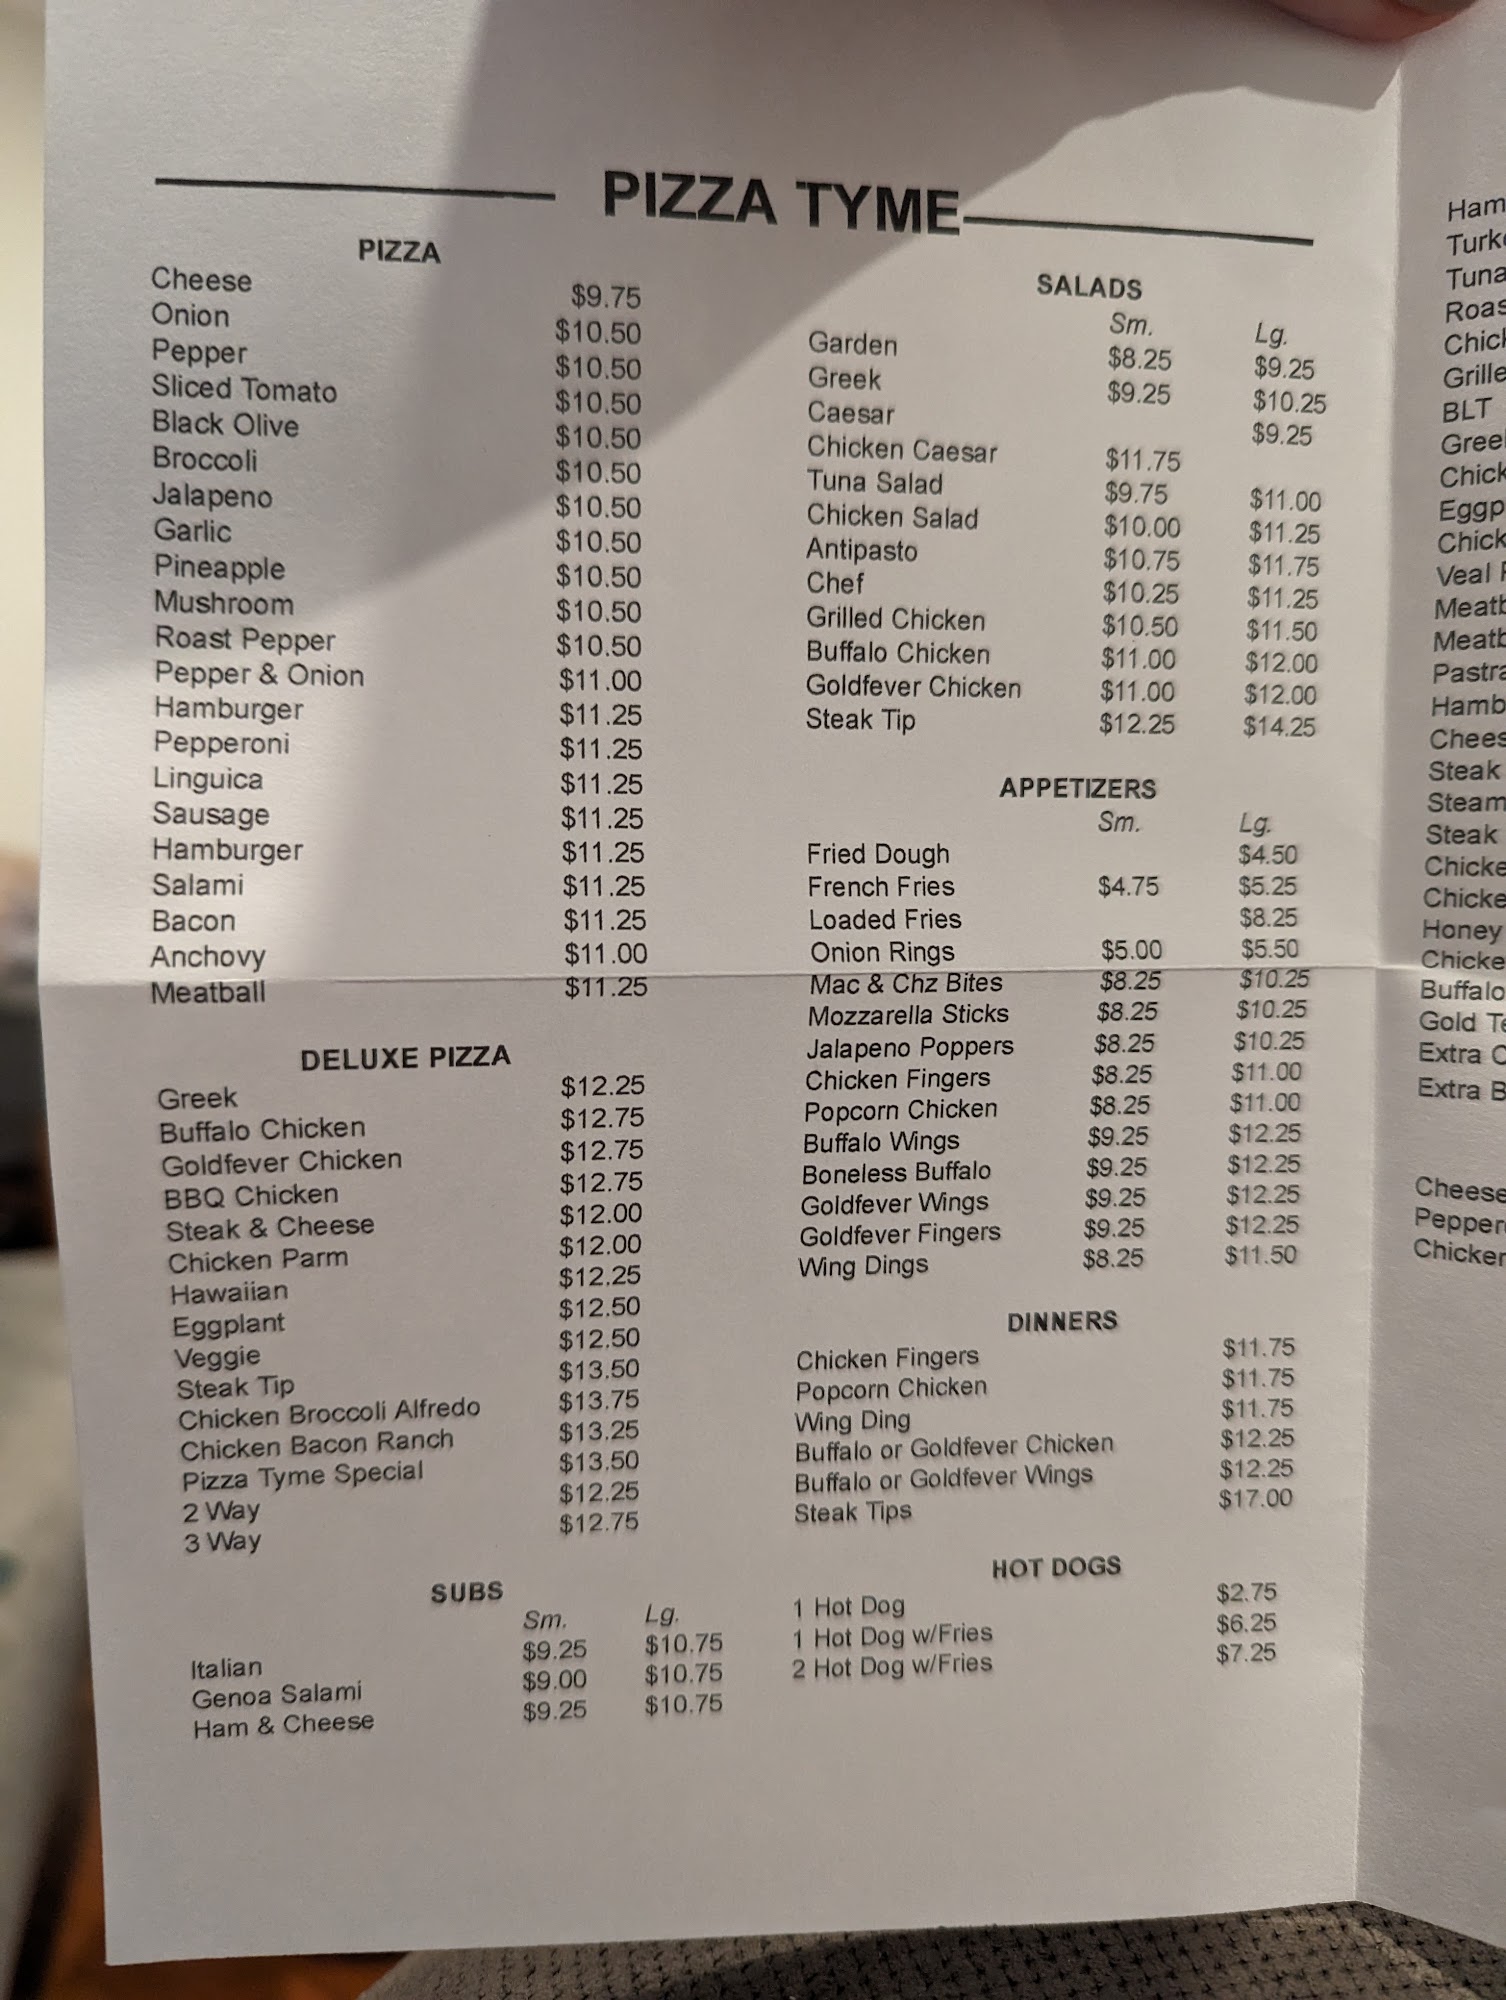 PIZZA TYME
PIZZA
Cheese $9.75
Onion $10.50
Pepper $10.50
Sliced Tomato $10.50
Black Olive $10.50
Broccoli $10.50
Jalapeno $10.50
Garlic $10.50
Pineapple $10.50
Mushroom $10.50
Roast Pepper $10.50
Pepper & Onion $11.00
Hamburger $11.25
Pepperoni $11.25
Linguica $11.25
Sausage $11.25
Hamburger $11.25
Salami $11.25
Bacon $11.25
Anchovy $11.00
Meatball $11.25
DELUXE PIZZA
Greek $12.25
Buffalo Chicken $12.75
Goldfever Chicken $12.75
BBQ Chicken $12.75
Steak & Cheese $12.00
Chicken Parm $12.00
Hawaiian $12.25
Eggplant $12.50
Veggie $12.50
Steak Tip $13.50
Chicken Broccoli Alfredo $13.75
Chicken Bacon Ranch $13.25
Pizza Tyme Special $13.50
2 Way $12.25
3 Way $12.75
SUBS
Sm. Lg.
Italian $9.25 $10.75
Genoa Salami $9.00 $10.75
Ham & Cheese $9.25 $10.75
SALADS
Sm. Lg.
Garden $8.25 $9.25
Greek $9.25 $10.25
Caesar $9.25
Chicken Caesar $11.75
Tuna Salad $9.75 $11.00
Chicken Salad $10.00 $11.25
Antipasto $10.75 $11.75
Chef $10.25 $11.25
Grilled Chicken $10.50 $11.50
Buffalo Chicken $11.00 $12.00
Goldfever Chicken $11.00 $12.00
Steak Tip $12.25 $14.25
APPETIZERS
Sm. Lg.
Fried Dough $4.50
French Fries $4.75 $5.25
Loaded Fries $8.25
Onion Rings $5.00 $5.50
Mac & Chz Bites $8.25 $10.25
Mozzarella Sticks $8.25 $10.25
Jalapeno Poppers $8.25 $10.25
Chicken Fingers $8.25 $11.00
Popcorn Chicken $8.25 $11.00
Buffalo Wings $9.25 $12.25
Boneless Buffalo $9.25 $12.25
Goldfever Wings $9.25 $12.25
Goldfever Fingers $9.25 $12.25
Wing Dings $8.25 $11.50
DINNERS
Chicken Fingers $11.75
Popcorn Chicken $11.75
Wing Ding $11.75
Buffalo or Goldfever Chicken $12.25
Buffalo or Goldfever Wings $12.25
Steak Tips $17.00
HOT DOGS
1 Hot Dog $2.75
1 Hot Dog w/Fries $6.25
2 Hot Dog w/Fries $7.25
Ham
BLT
Steak
Steak
Honey
Buffalo
Gold
Extra
Extra
Cheese